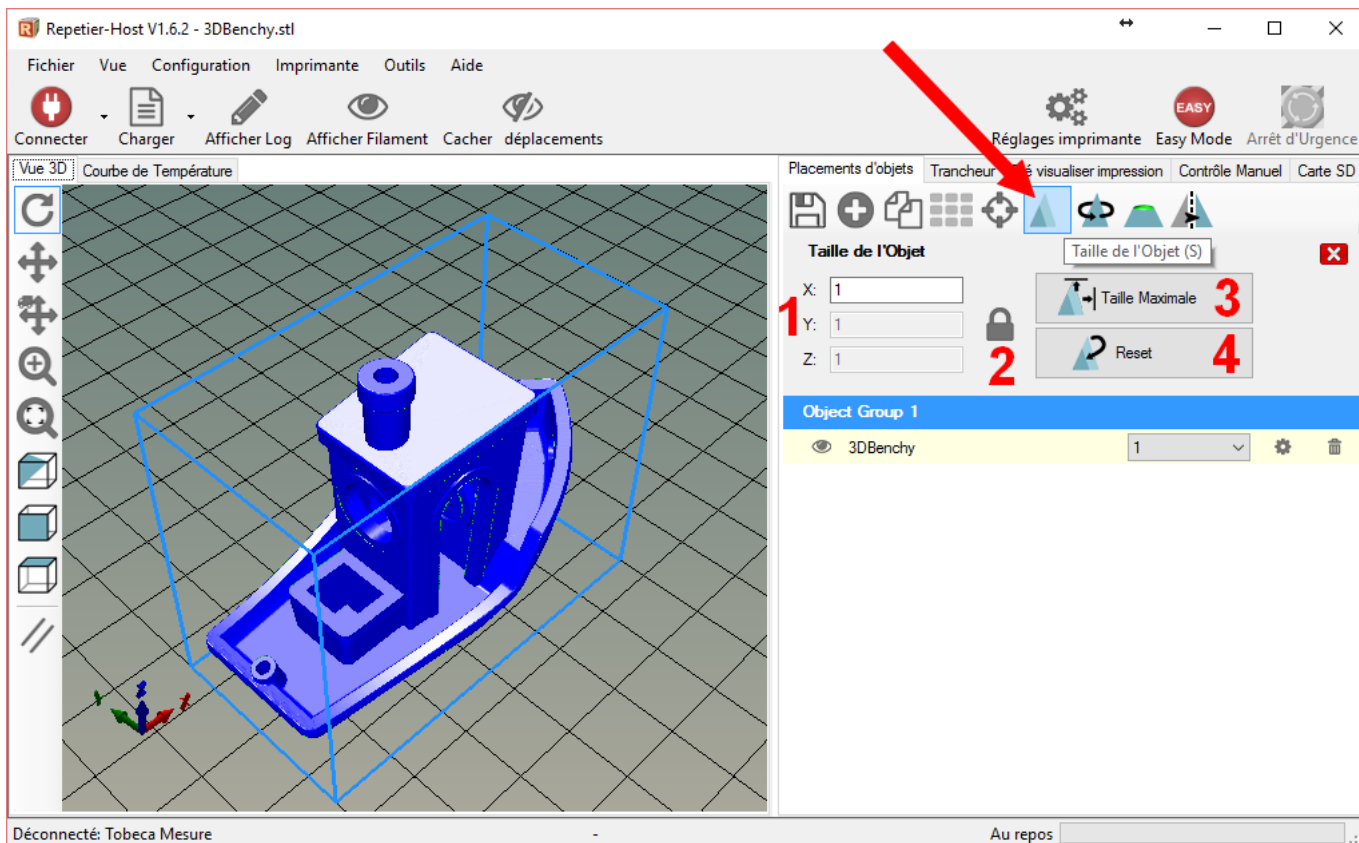 Repetier-Host V1.6.2 - 3DBenchy.stl
Fichier Vue Configuration Imprimante Outils Aide
EASY
Connecter Charger Afficher Log Afficher Filament Cacher déplacements Réglages imprimante Easy Mode Arrêt d'Urgence
Vue 3D Courbe de Température Placements d'objets Trancheur é visualiser impression Contrôle Manuel Carte SD
Taille de l'Objet Taille de l'Objet (S)
X: 1 Taille Maximale 3
1
Y: 1
2
Z: 1 Reset 4
Object Group 1
3DBenchy 1
Déconnecté: Tobeca Mesure - Au repos